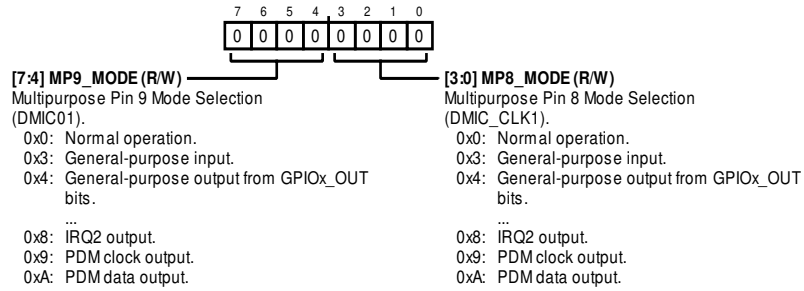 7 6 5 4 3 2 1 0
0 0 0 0 0 0 0 0
[7:4] MP9_MODE (R/W)
Multipurpose Pin 9 Mode Selection
(DMIC01).
0x0: Normal operation.
0x3: General-purpose input.
0x4: General-purpose output from GPIOx_OUT
bits.
...
0x8: IRQ2 output.
0x9: PDM clock output.
0xA: PDM data output.
[3:0] MP8_MODE (R/W)
Multipurpose Pin 8 Mode Selection
(DMIC_CLK1).
0x0: Normal operation.
0x3: General-purpose input.
0x4: General-purpose output from GPIOx_OUT
bits.
...
0x8: IRQ2 output.
0x9: PDM clock output.
0xA: PDM data output.